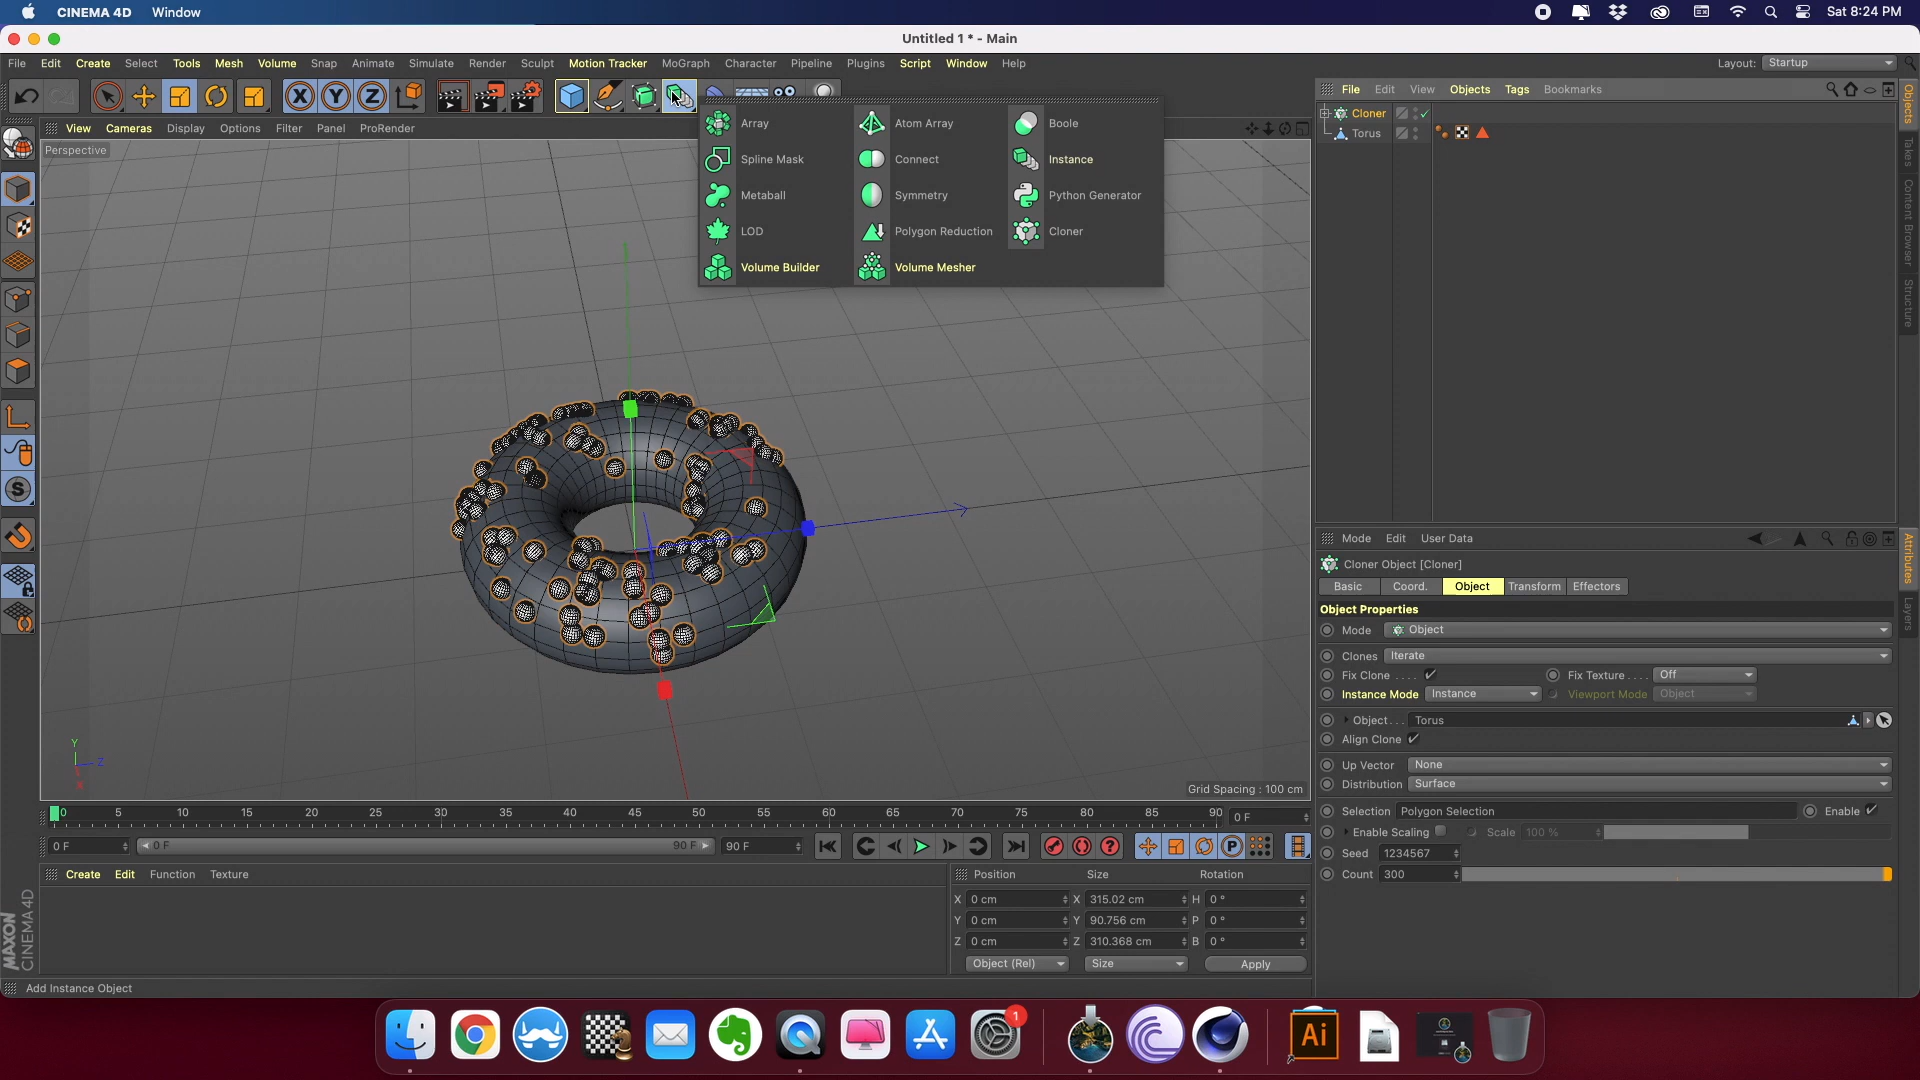 CINEMA 4D Window Sat 8:24 PM
Untitled 1 * - Main
File Edit Create Select Tools Mesh Volume Snap Animate Simulate Render Sculpt Motion Tracker MoGraph Character Pipeline Plugins Script Window Help Layout: Startup
File Edit View Objects Tags Bookmarks
View Cameras Display Options Filter Panel ProRender
Perspective
Array Atom Array Boole
Spline Mask Connect Instance
Metaball Symmetry Python Generator
LOD Polygon Reduction Cloner
Volume Builder Volume Mesher
Cloner
Torus
Objects
Takes
Content Browser
Structure
Mode Edit User Data
Cloner Object [Cloner]
Basic Coord. Object Transform Effectors
Object Properties
Mode Object
Clones Iterate
Fix Clone .... Fix Texture .... Off
Instance Mode Instance Viewport Mode Object
Object... Torus
Align Clone
Up Vector None
Distribution Surface
Selection Polygon Selection Enable
Enable Scaling Scale 100 %
Seed 1234567
Count 300
Attributes
Layers
Y
Z
X
Grid Spacing : 100 cm
0 5 10 15 20 25 30 35 40 45 50 55 60 65 70 75 80 85 90 0 F
0 F 0 F 90 F 90 F
P
Create Edit Function Texture
Position Size Rotation
X 0 cm X 315.02 cm H 0 °
Y 0 cm Y 90.756 cm P 0 °
Z 0 cm Z 310.368 cm B 0 °
Object (Rel) Size Apply
MAXON
CINEMA 4D
Add Instance Object
1
Ai